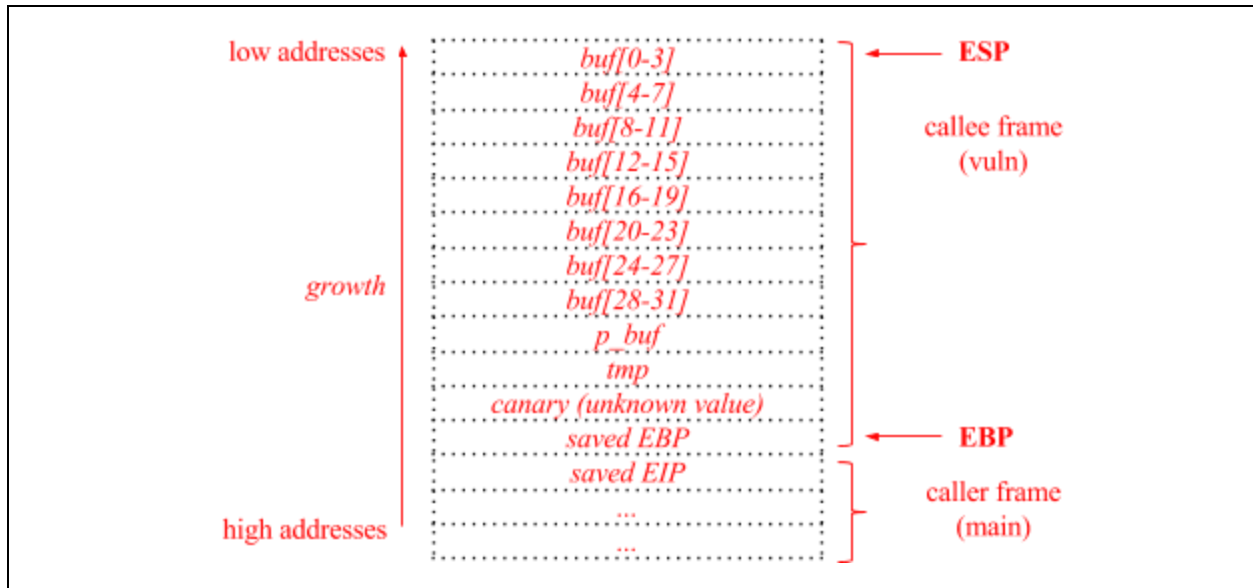 low addresses
buf[0-3]
ESP
buf[4-7]
buf[8-11]
callee frame
(vuln)
buf[12-15]
buf[16-19]
buf[20-23]
buf[24-27]
growth
buf[28-31]
p_buf
tmp
canary (unknown value)
saved EBP
EBP
saved EIP
caller frame
(main)
...
high addresses
...